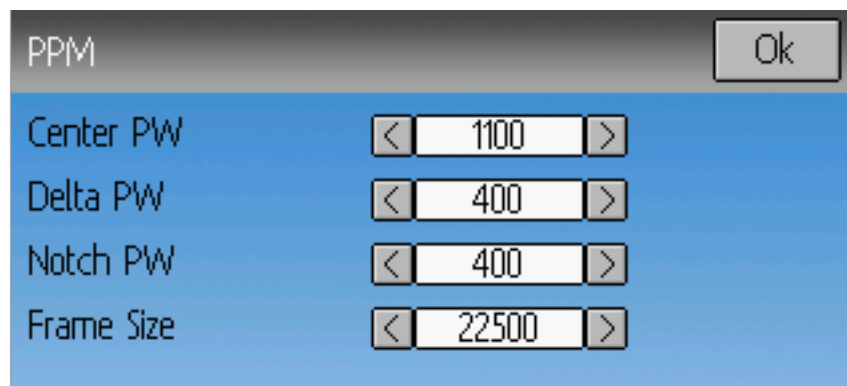 PPM Ok
Center PW < 1100 >
Delta PW < 400 >
Notch PW < 400 >
Frame Size < 22500 >